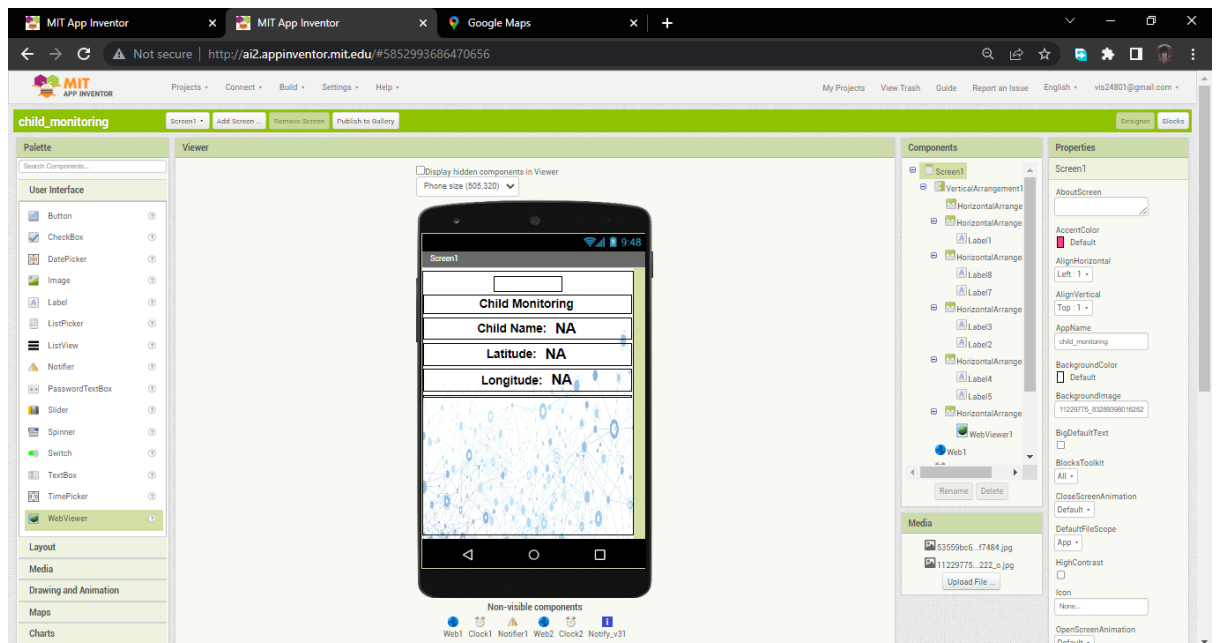 MIT App Inventor
MIT App Inventor
Google Maps
Not secure | http://ai2.appinventor.mit.edu/#5852993686470656
MIT
APP INVENTOR
Projects
Connect
Build
Settings
Help
My Projects
View Trash
Guide
Report an Issue
English
vis24801@gmail.com
child_monitoring
Screen1
Add Screen ...
Remove Screen
Publish to Gallery
Designer
Blocks
Palette
Search Components...
User Interface
Button
CheckBox
DatePicker
Image
Label
ListPicker
ListView
Notifier
PasswordTextBox
Slider
Spinner
Switch
TextBox
TimePicker
WebViewer
Layout
Media
Drawing and Animation
Maps
Charts
Viewer
Display hidden components in Viewer
Phone size (505,320)
9:48
Screen1
Child Monitoring
Child Name: NA
Latitude: NA
Longitude: NA
Non-visible components
Web1 Clock1 Notifier1 Web2 Clock2 Notify_v31
Components
Screen1
VerticalArrangement1
HorizontalArrange
HorizontalArrange
Label1
HorizontalArrange
Label8
Label7
HorizontalArrange
Label3
Label2
HorizontalArrange
Label4
Label5
HorizontalArrange
WebViewer1
Web1
Rename
Delete
Media
53559bc6...f7484.jpg
11229775...222_o.jpg
Upload File ...
Properties
Screen1
AboutScreen
AccentColor
Default
AlignHorizontal
Left : 1
AlignVertical
Top : 1
AppName
child_monitoring
BackgroundColor
Default
BackgroundImage
11229775_83289398016252
BigDefaultText
BlocksToolkit
All
CloseScreenAnimation
Default
DefaultFileScope
App
HighContrast
Icon
None...
OpenScreenAnimation
Default